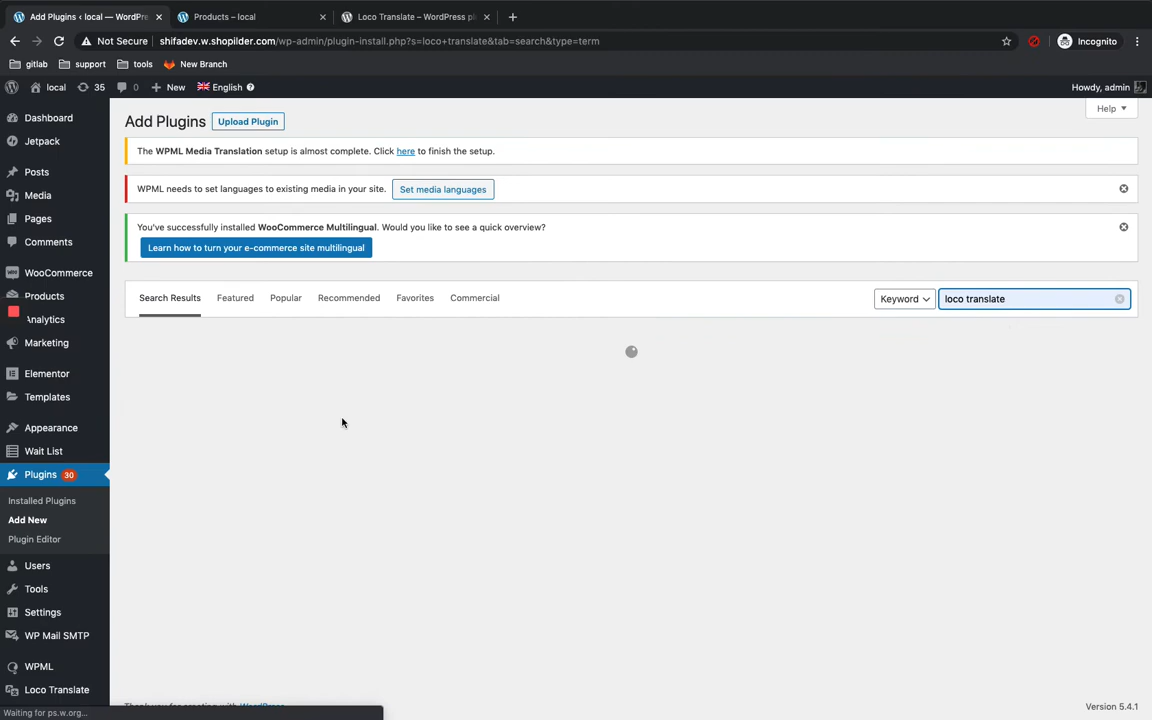 Add Plugins ‹ local — WordPre
Products – local
Loco Translate – WordPress pl
Not Secure
shifadev.w.shopilder.com/wp-admin/plugin-install.php?s=loco+translate&tab=search&type=term
Incognito
gitlab
support
tools
New Branch
local
35
0
New
English
Howdy, admin
Help
Dashboard
Jetpack
Posts
Media
Pages
Comments
WooCommerce
Products
Analytics
Marketing
Elementor
Templates
Appearance
Wait List
Plugins 30
Installed Plugins
Add New
Plugin Editor
Users
Tools
Settings
WP Mail SMTP
WPML
Loco Translate
Add Plugins
Upload Plugin
The WPML Media Translation setup is almost complete. Click here to finish the setup.
WPML needs to set languages to existing media in your site. Set media languages
You've successfully installed WooCommerce Multilingual. Would you like to see a quick overview?
Learn how to turn your e-commerce site multilingual
Search Results
Featured
Popular
Recommended
Favorites
Commercial
Keyword
loco translate
Thank you for creating with WordPress
Version 5.4.1
Waiting for ps.w.org...